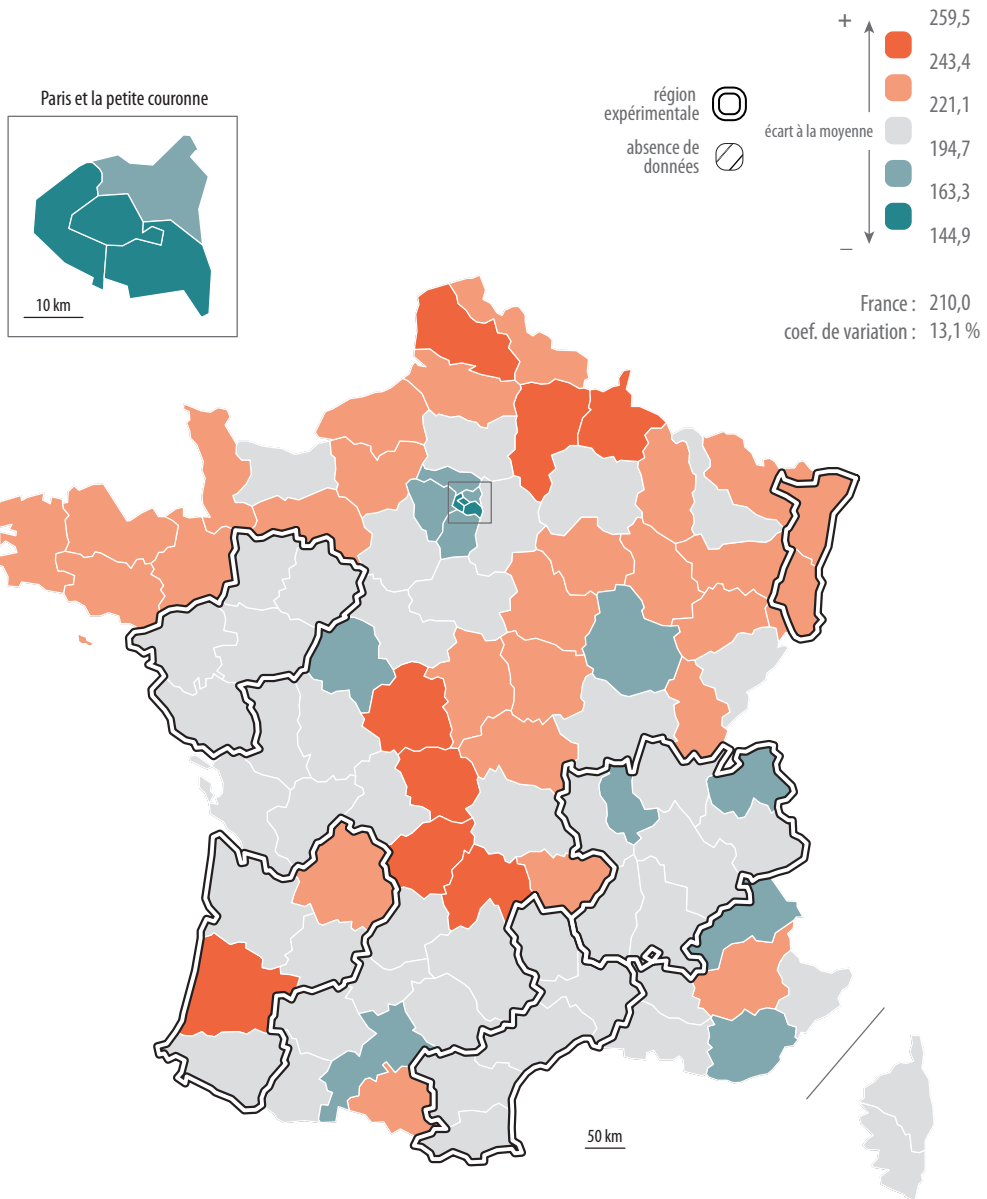 +
259,5
243,4
221,1
194,7
163,3
144,9
écart à la moyenne
–
région
expérimentale
absence de
données
Paris et la petite couronne
10 km
France : 210,0
coef. de variation : 13,1 %
50 km